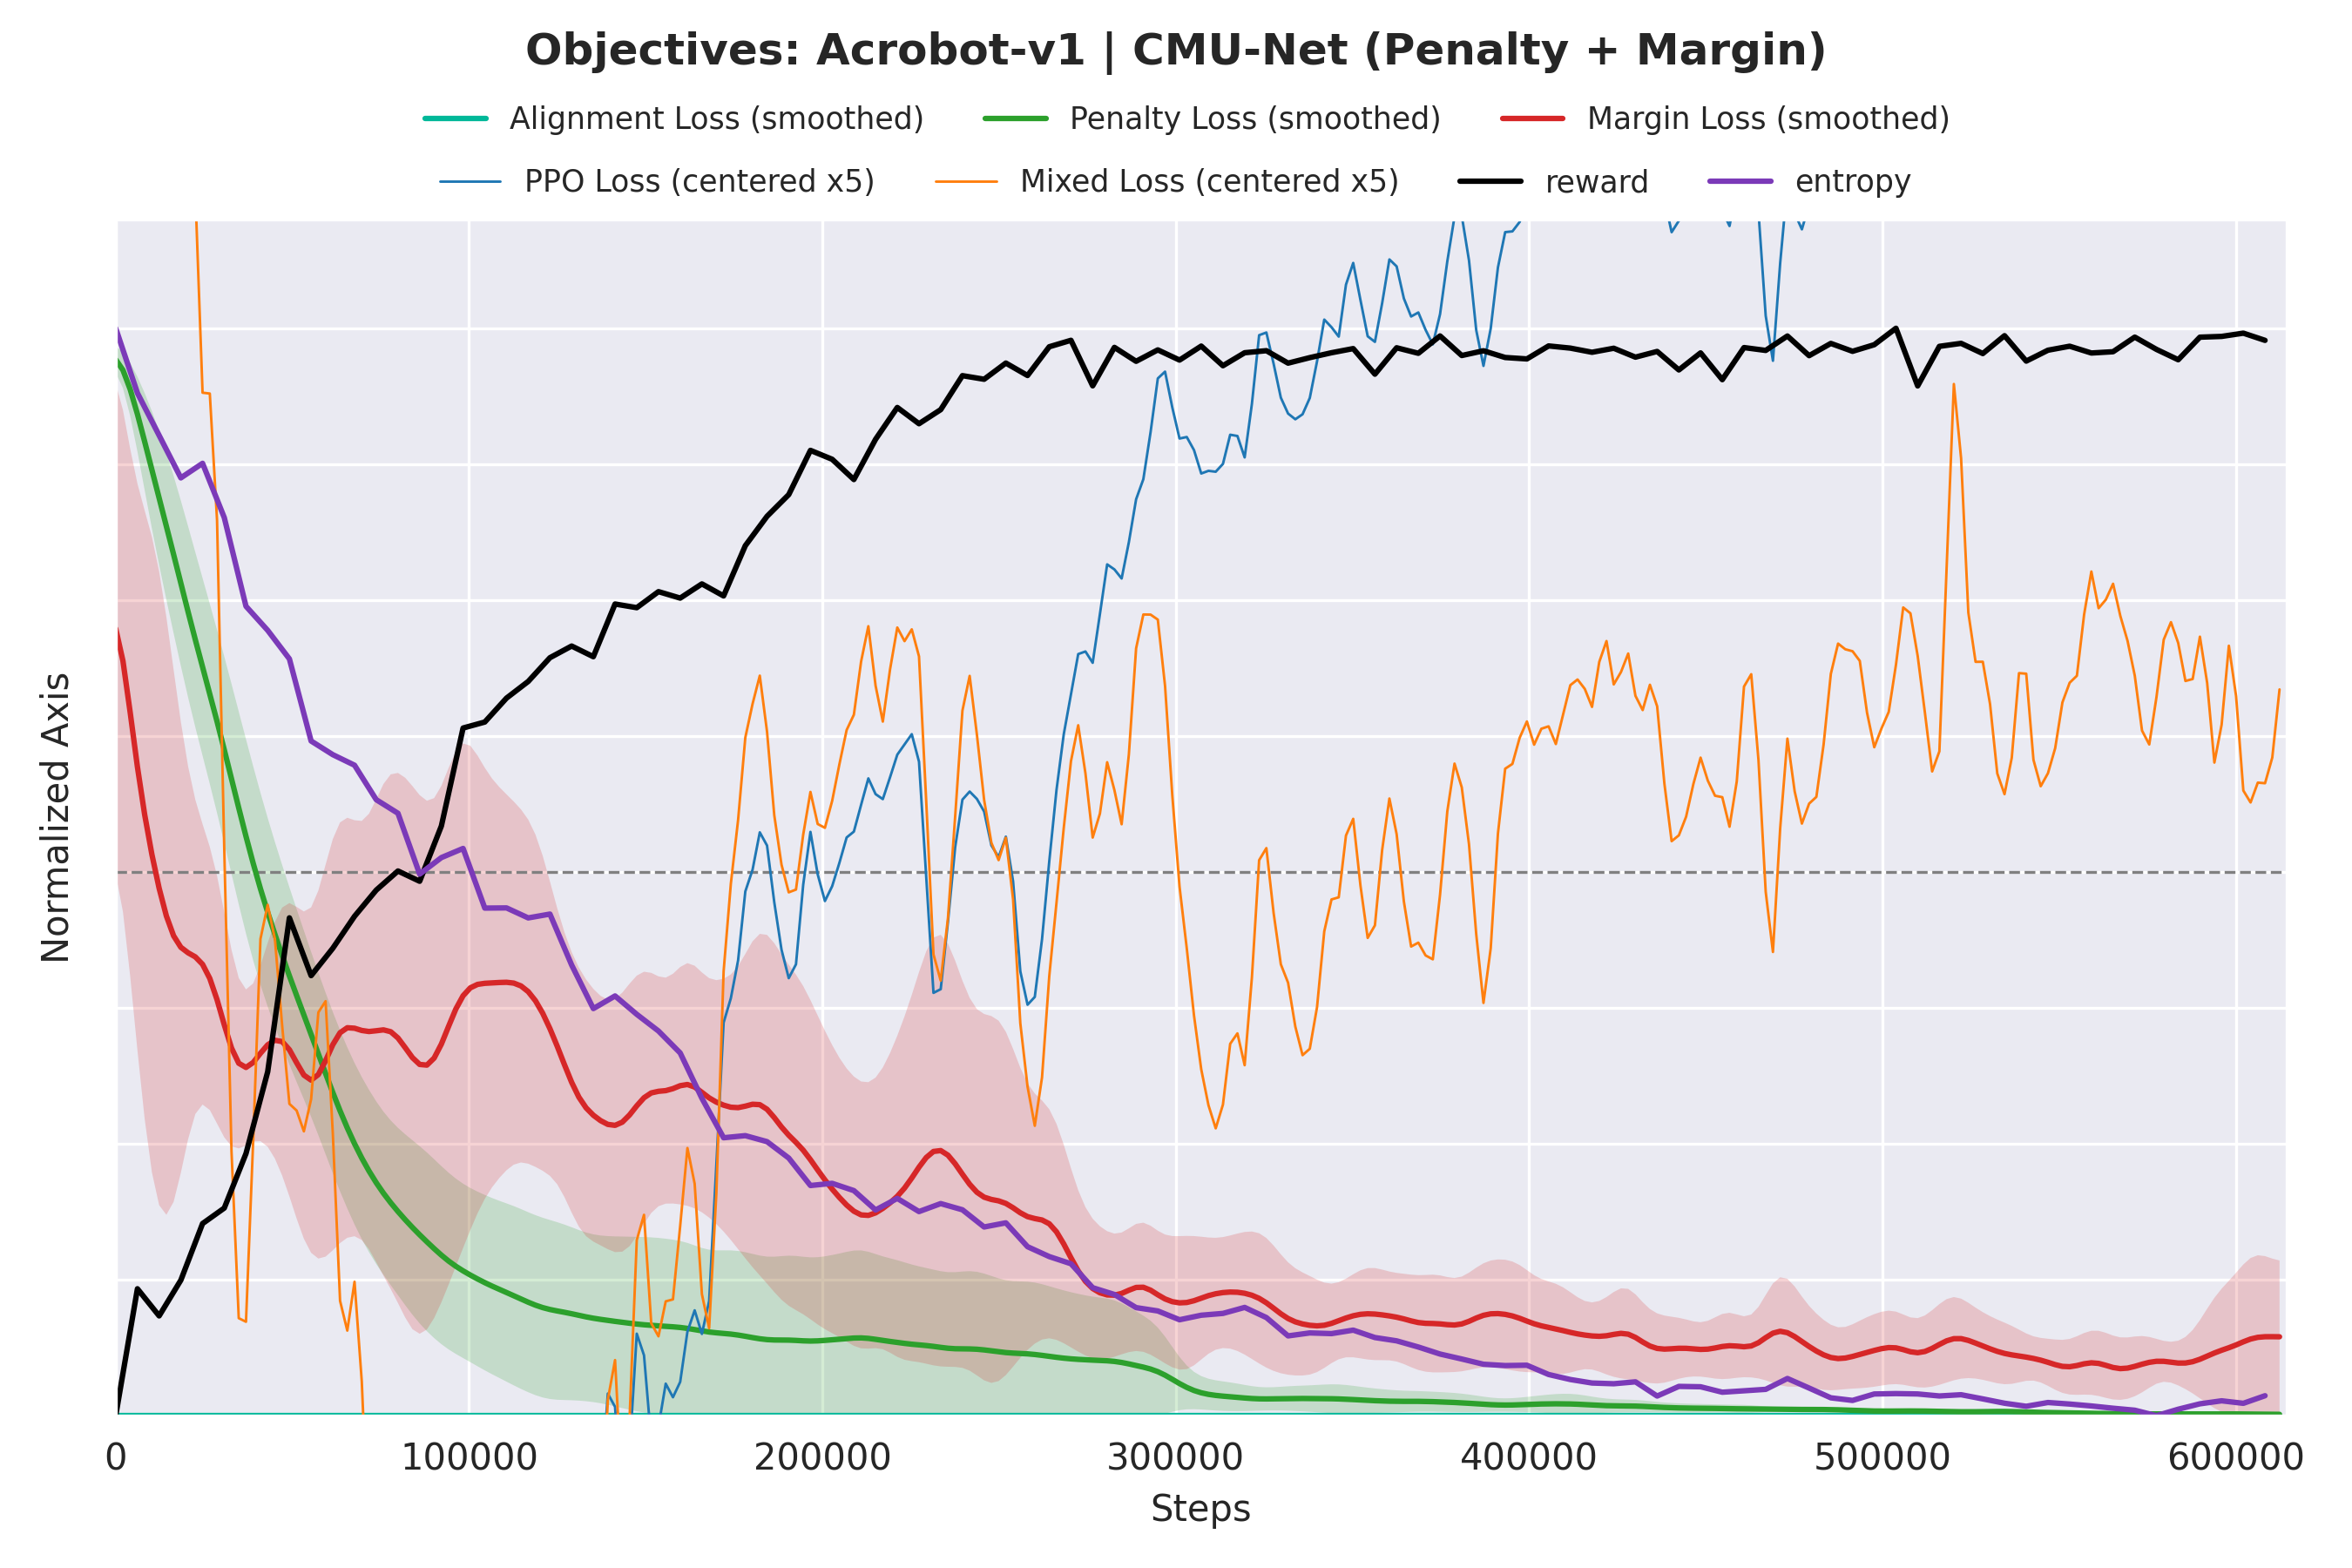 Objectives: Acrobot-v1 | CMU-Net (Penalty + Margin)
Alignment Loss (smoothed) Penalty Loss (smoothed) Margin Loss (smoothed)
PPO Loss (centered x5) Mixed Loss (centered x5) reward entropy
Normalized Axis
0 100000 200000 300000 400000 500000 600000
Steps